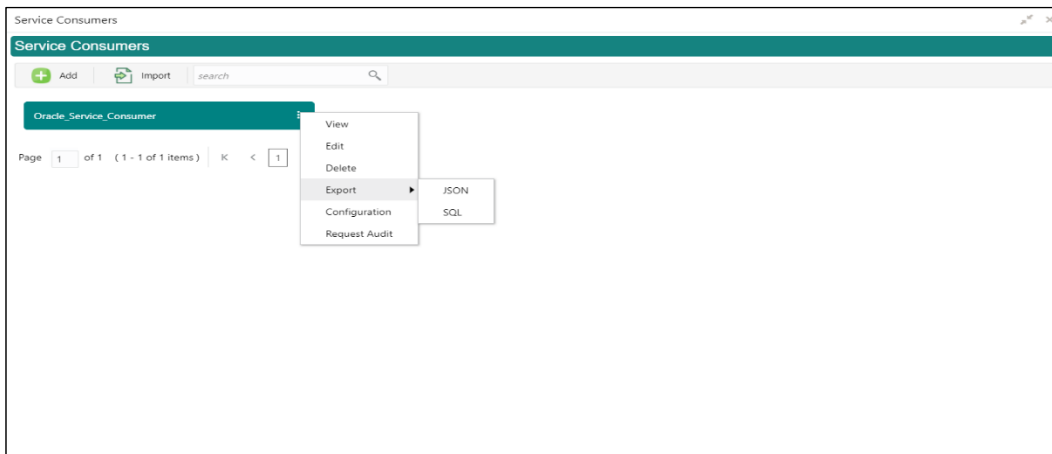 Service Consumers
Service Consumers
Add Import search
Oracle_Service_Consumer
View
Edit
Page 1 of 1 ( 1 - 1 of 1 items ) K < 1
Delete
Export JSON
Configuration SQL
Request Audit